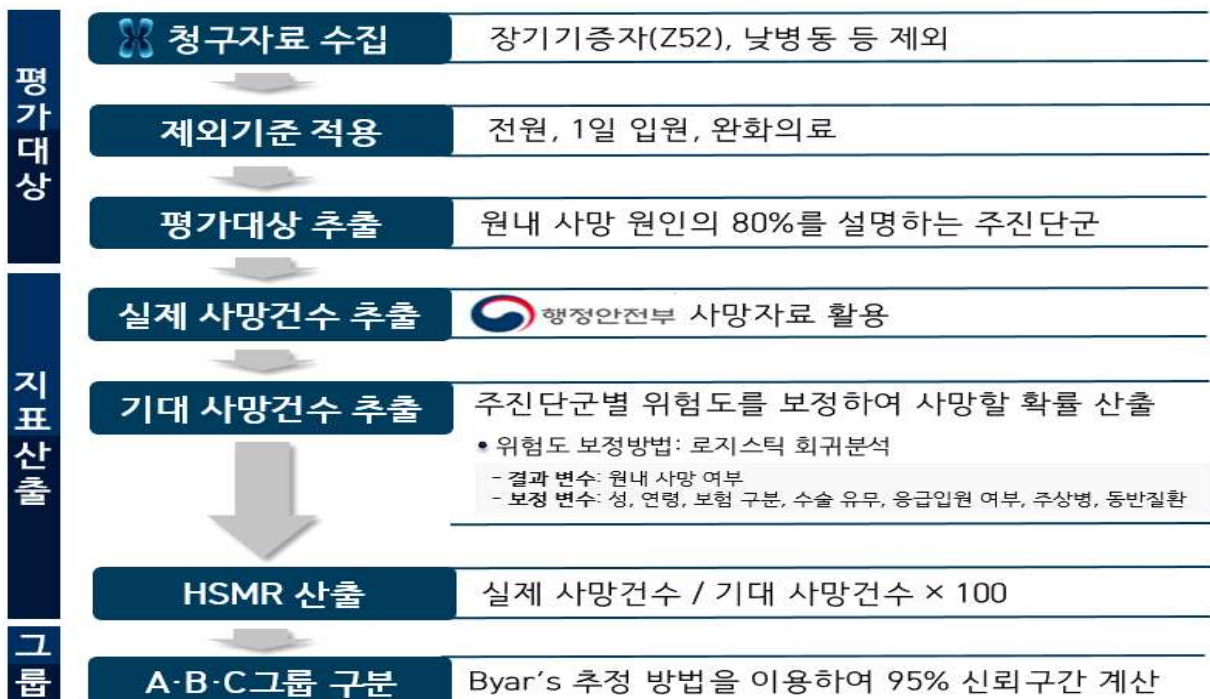 평가대상
청구자료 수집
장기기증자(Z52), 낮병동 등 제외
제외기준 적용
전원, 1일 입원, 완화의료
평가대상 추출
원내 사망 원인의 80%를 설명하는 주진단군
지표산출
실제 사망건수 추출
행정안전부 사망자료 활용
기대 사망건수 추출
주진단군별 위험도를 보정하여 사망할 확률 산출
• 위험도 보정방법: 로지스틱 회귀분석
- 결과 변수: 원내 사망 여부
- 보정 변수: 성, 연령, 보험 구분, 수술 유무, 응급입원 여부, 주상병, 동반질환
HSMR 산출
실제 사망건수 / 기대 사망건수 × 100
그룹
A·B·C그룹 구분
Byar's 추정 방법을 이용하여 95% 신뢰구간 계산